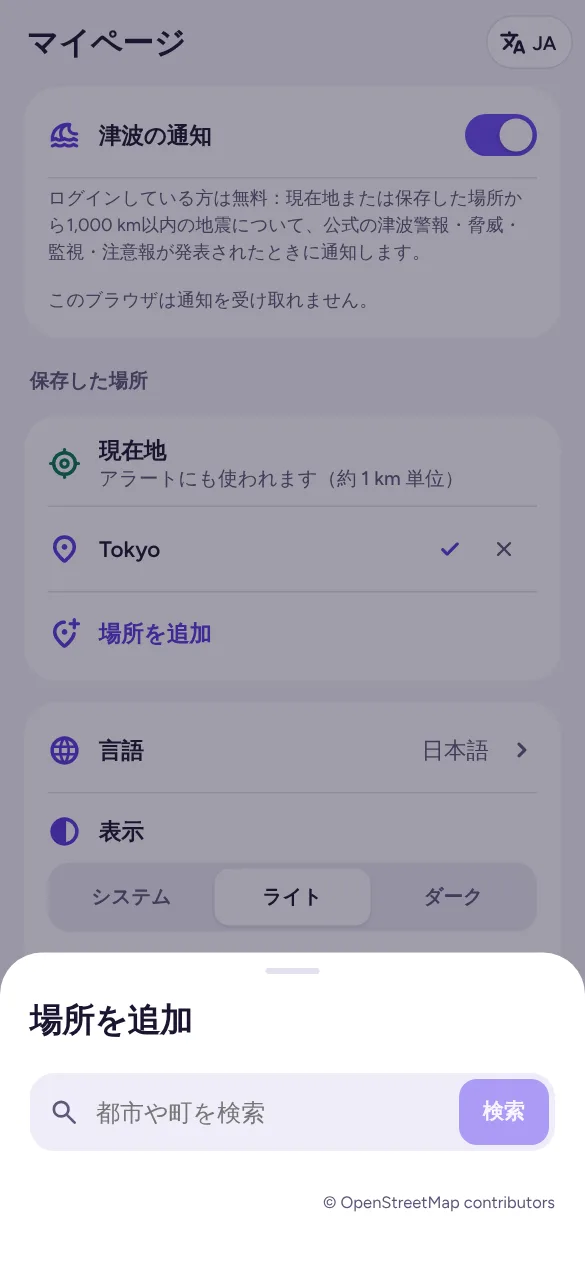 マイページ
JA
津波の通知
ログインしている方は無料：現在地または保存した場所か
ら1,000 km以内の地震について、公式の津波警報・脅威・
監視・注意報が発表されたときに通知します。
このブラウザは通知を受け取れません。
保存した場所
現在地
アラートにも使われます（約 1 km 単位）
Tokyo
場所を追加
言語
日本語
表示
システム
ライト
ダーク
場所を追加
都市や町を検索
検索
© OpenStreetMap contributors